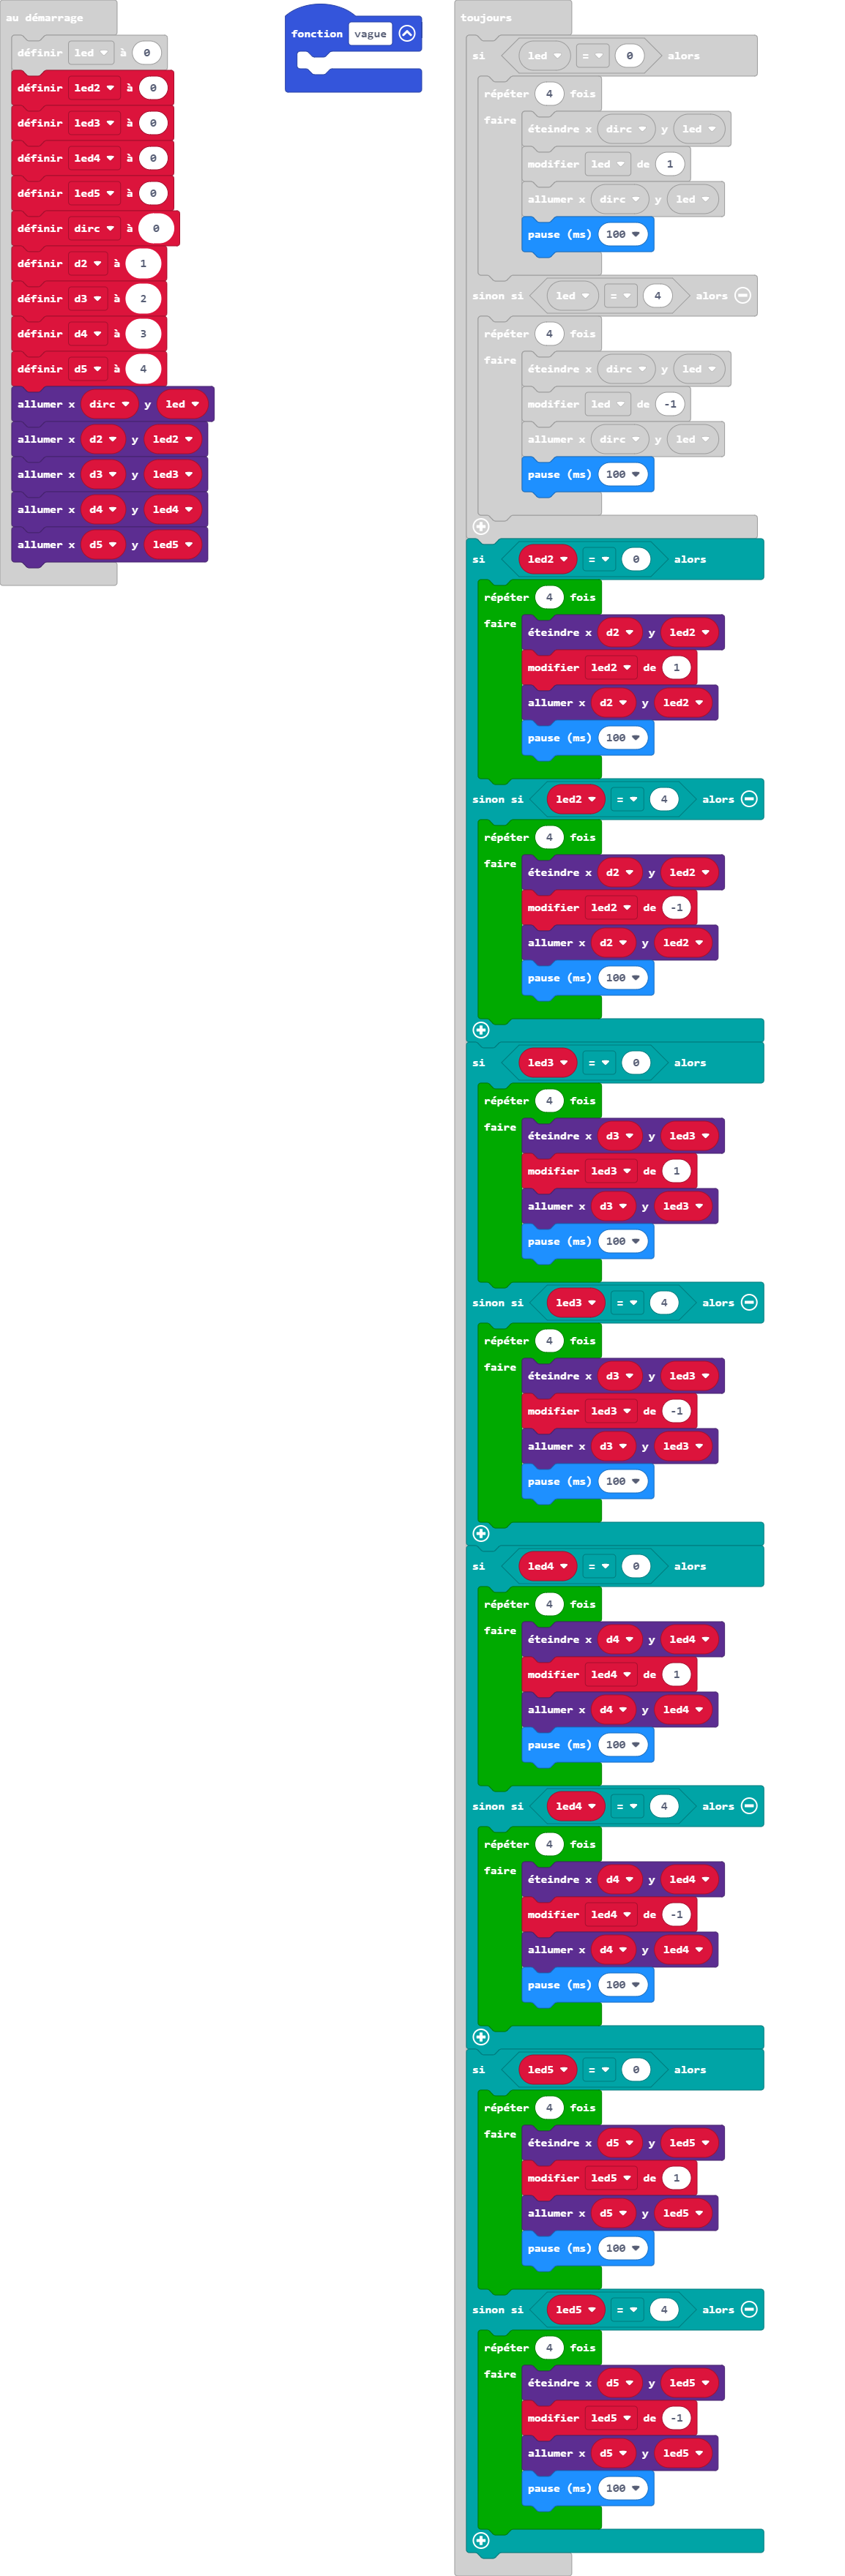 au démarrage
définir led à 0
définir led2 à 0
définir led3 à 0
définir led4 à 0
définir led5 à 0
définir dirc à 0
définir d2 à 1
définir d3 à 2
définir d4 à 3
définir d5 à 4
allumer x dirc y led
allumer x d2 y led2
allumer x d3 y led3
allumer x d4 y led4
allumer x d5 y led5
fonction vague
toujours
si led = 0 alors
répéter 4 fois
faire
éteindre x dirc y led
modifier led de 1
allumer x dirc y led
pause (ms) 100
sinon si led = 4 alors
répéter 4 fois
faire
éteindre x dirc y led
modifier led de -1
allumer x dirc y led
pause (ms) 100
si led2 = 0 alors
répéter 4 fois
faire
éteindre x d2 y led2
modifier led2 de 1
allumer x d2 y led2
pause (ms) 100
sinon si led2 = 4 alors
répéter 4 fois
faire
éteindre x d2 y led2
modifier led2 de -1
allumer x d2 y led2
pause (ms) 100
si led3 = 0 alors
répéter 4 fois
faire
éteindre x d3 y led3
modifier led3 de 1
allumer x d3 y led3
pause (ms) 100
sinon si led3 = 4 alors
répéter 4 fois
faire
éteindre x d3 y led3
modifier led3 de -1
allumer x d3 y led3
pause (ms) 100
si led4 = 0 alors
répéter 4 fois
faire
éteindre x d4 y led4
modifier led4 de 1
allumer x d4 y led4
pause (ms) 100
sinon si led4 = 4 alors
répéter 4 fois
faire
éteindre x d4 y led4
modifier led4 de -1
allumer x d4 y led4
pause (ms) 100
si led5 = 0 alors
répéter 4 fois
faire
éteindre x d5 y led5
modifier led5 de 1
allumer x d5 y led5
pause (ms) 100
sinon si led5 = 4 alors
répéter 4 fois
faire
éteindre x d5 y led5
modifier led5 de -1
allumer x d5 y led5
pause (ms) 100